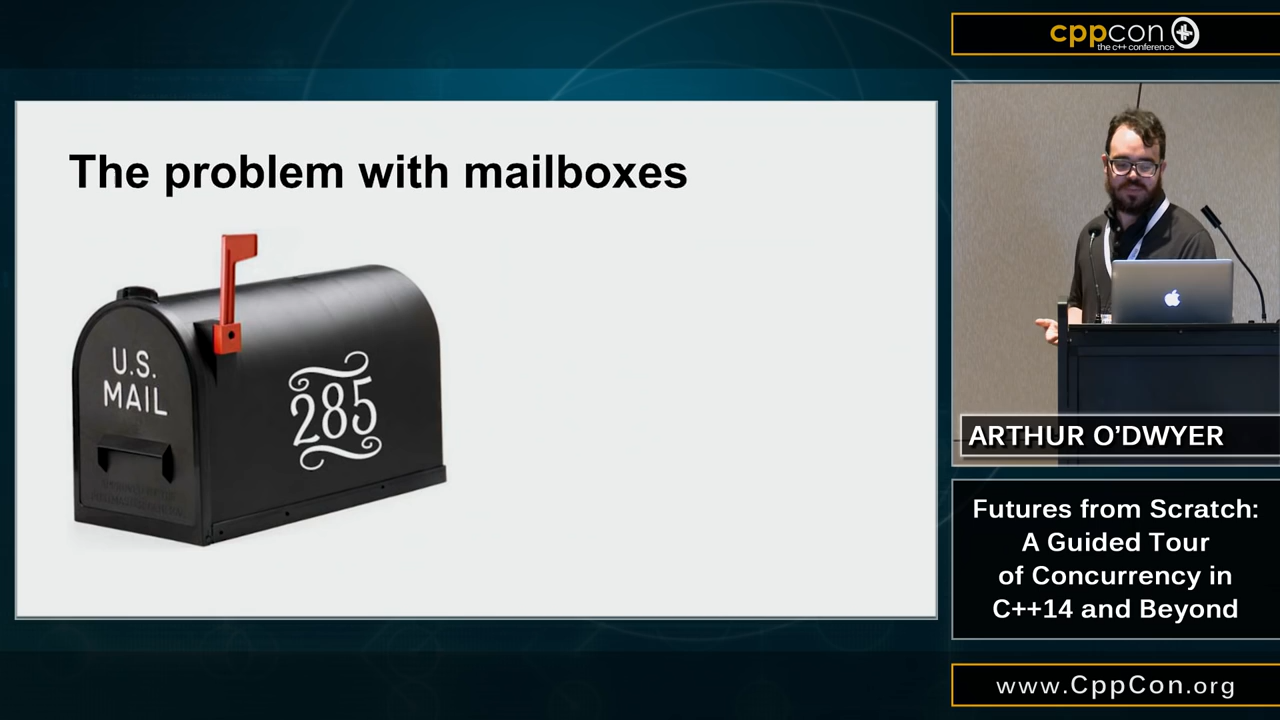 The problem with mailboxes
U.S.
MAIL
285
cppcon
the c++ conference
ARTHUR O'DWYER
Futures from Scratch:
A Guided Tour
of Concurrency in
C++14 and Beyond
www.CppCon.org